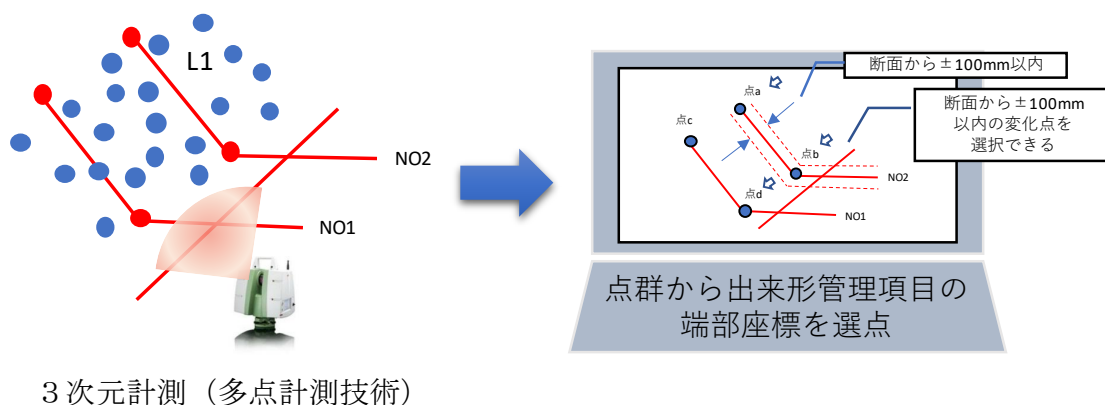 L1
NO2
NO1
3次元計測（多点計測技術）
断面から±100mm以内
断面から±100mm
以内の変化点を
選択できる
点a
点c
点b
点d
NO2
NO1
点群から出来形管理項目の
端部座標を選点